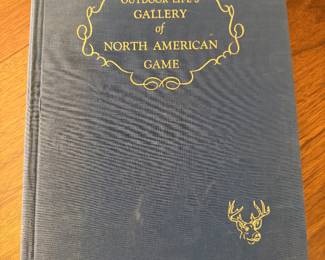 OUTDOOR LIFE'S
GALLERY
of
NORTH AMERICAN
GAME